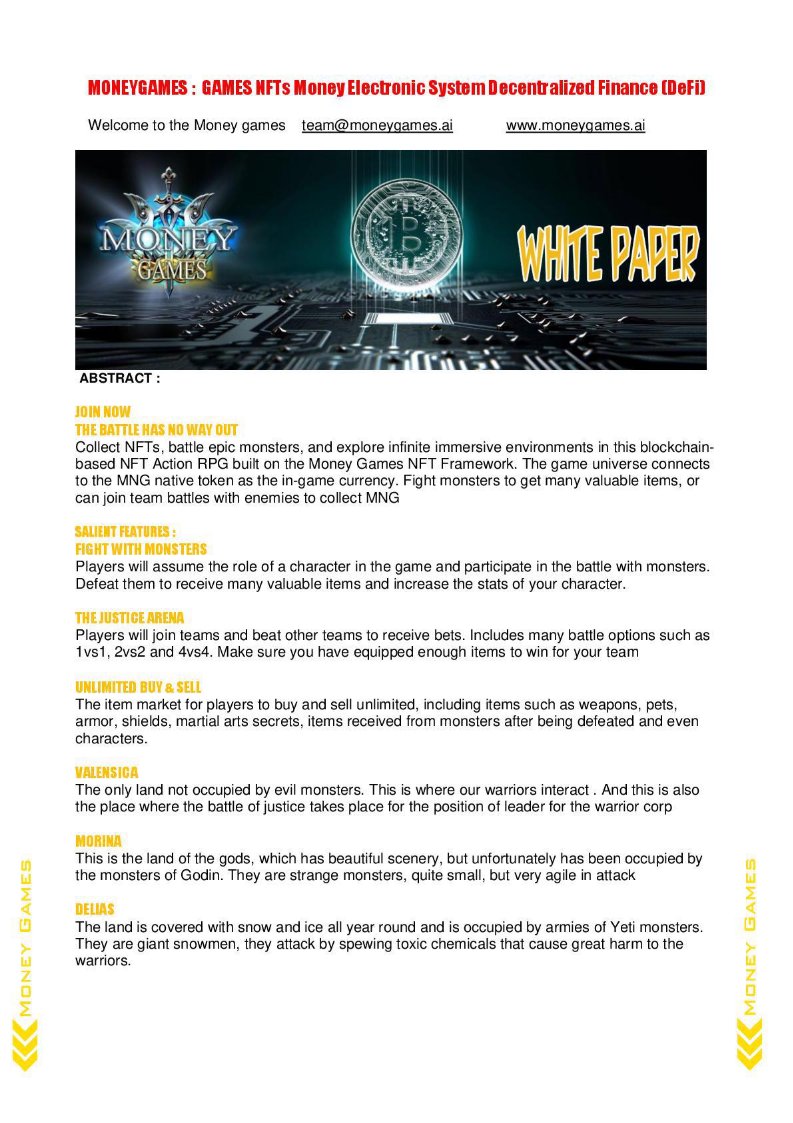 MONEYGAMES : GAMES NFTs Money Electronic System Decentralized Finance (DeFi)
Welcome to the Money games team@moneygames.ai www.moneygames.ai
MONEY
GAMES
B
WHITE PAPER
ABSTRACT :
JOIN NOW
THE BATTLE HAS NO WAY OUT
Collect NFTs, battle epic monsters, and explore infinite immersive environments in this blockchain-
based NFT Action RPG built on the Money Games NFT Framework. The game universe connects
to the MNG native token as the in-game currency. Fight monsters to get many valuable items, or
can join team battles with enemies to collect MNG
SALIENT FEATURES :
FIGHT WITH MONSTERS
Players will assume the role of a character in the game and participate in the battle with monsters.
Defeat them to receive many valuable items and increase the stats of your character.
THE JUSTICE ARENA
Players will join teams and beat other teams to receive bets. Includes many battle options such as
1vs1, 2vs2 and 4vs4. Make sure you have equipped enough items to win for your team
UNLIMITED BUY & SELL
The item market for players to buy and sell unlimited, including items such as weapons, pets,
armor, shields, martial arts secrets, items received from monsters after being defeated and even
characters.
VALENSICA
The only land not occupied by evil monsters. This is where our warriors interact . And this is also
the place where the battle of justice takes place for the position of leader for the warrior corp
MORINA
This is the land of the gods, which has beautiful scenery, but unfortunately has been occupied by
the monsters of Godin. They are strange monsters, quite small, but very agile in attack
DELIAS
The land is covered with snow and ice all year round and is occupied by armies of Yeti monsters.
They are giant snowmen, they attack by spewing toxic chemicals that cause great harm to the
warriors.
MONEY GAMES
MONEY GAMES